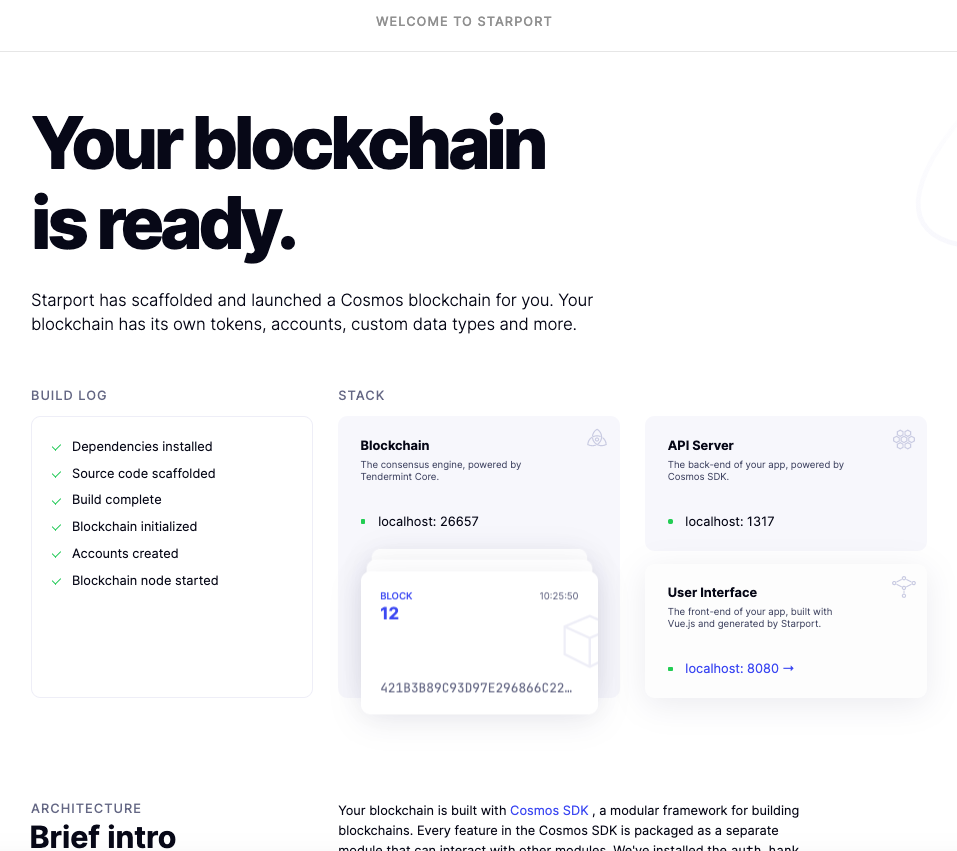 WELCOME TO STARPORT
Your blockchain
is ready.
Starport has scaffolded and launched a Cosmos blockchain for you. Your
blockchain has its own tokens, accounts, custom data types and more.
BUILD LOG
Dependencies installed
Source code scaffolded
Build complete
Blockchain initialized
Accounts created
Blockchain node started
STACK
Blockchain
The consensus engine, powered by
Tendermint Core.
localhost: 26657
BLOCK
10:25:50
12
421B3B89C93D97E296866C22…
API Server
The back-end of your app, powered by
Cosmos SDK.
localhost: 1317
User Interface
The front-end of your app, built with
Vue.js and generated by Starport.
localhost: 8080 →
ARCHITECTURE
Brief intro
Your blockchain is built with Cosmos SDK , a modular framework for building
blockchains. Every feature in the Cosmos SDK is packaged as a separate
module that can interact with other modules. We've installed the auth, bank